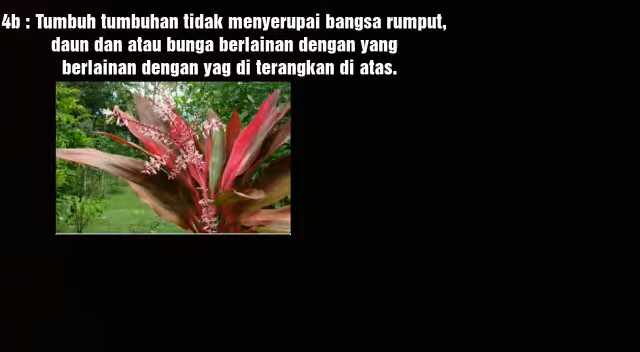 4b : Tumbuh tumbuhan tidak menyerupai bangsa rumput,
daun dan atau bunga berlainan dengan yang
berlainan dengan yag di terangkan di atas.